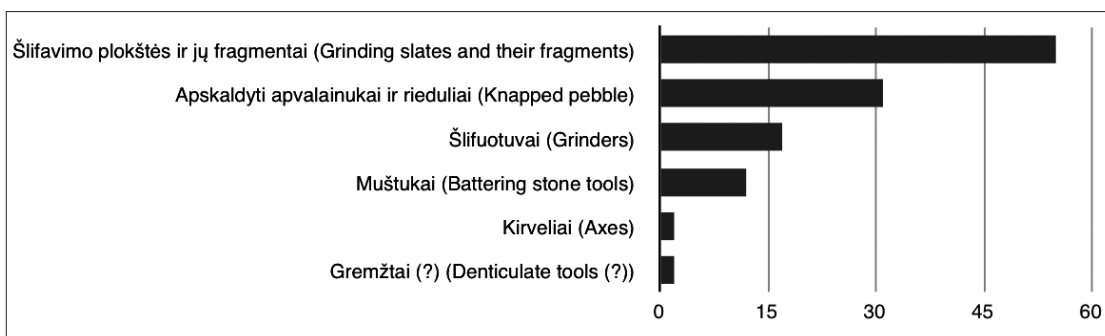 Šlifavimo plokštės ir jų fragmentai (Grinding slates and their fragments)
Apskaldyti apvalainukai ir rieduliai (Knapped pebble)
Šlifuotuvai (Grinders)
Muštukai (Battering stone tools)
Kirveliai (Axes)
Gremžtai (?) (Denticulate tools (?))
0 15 30 45 60